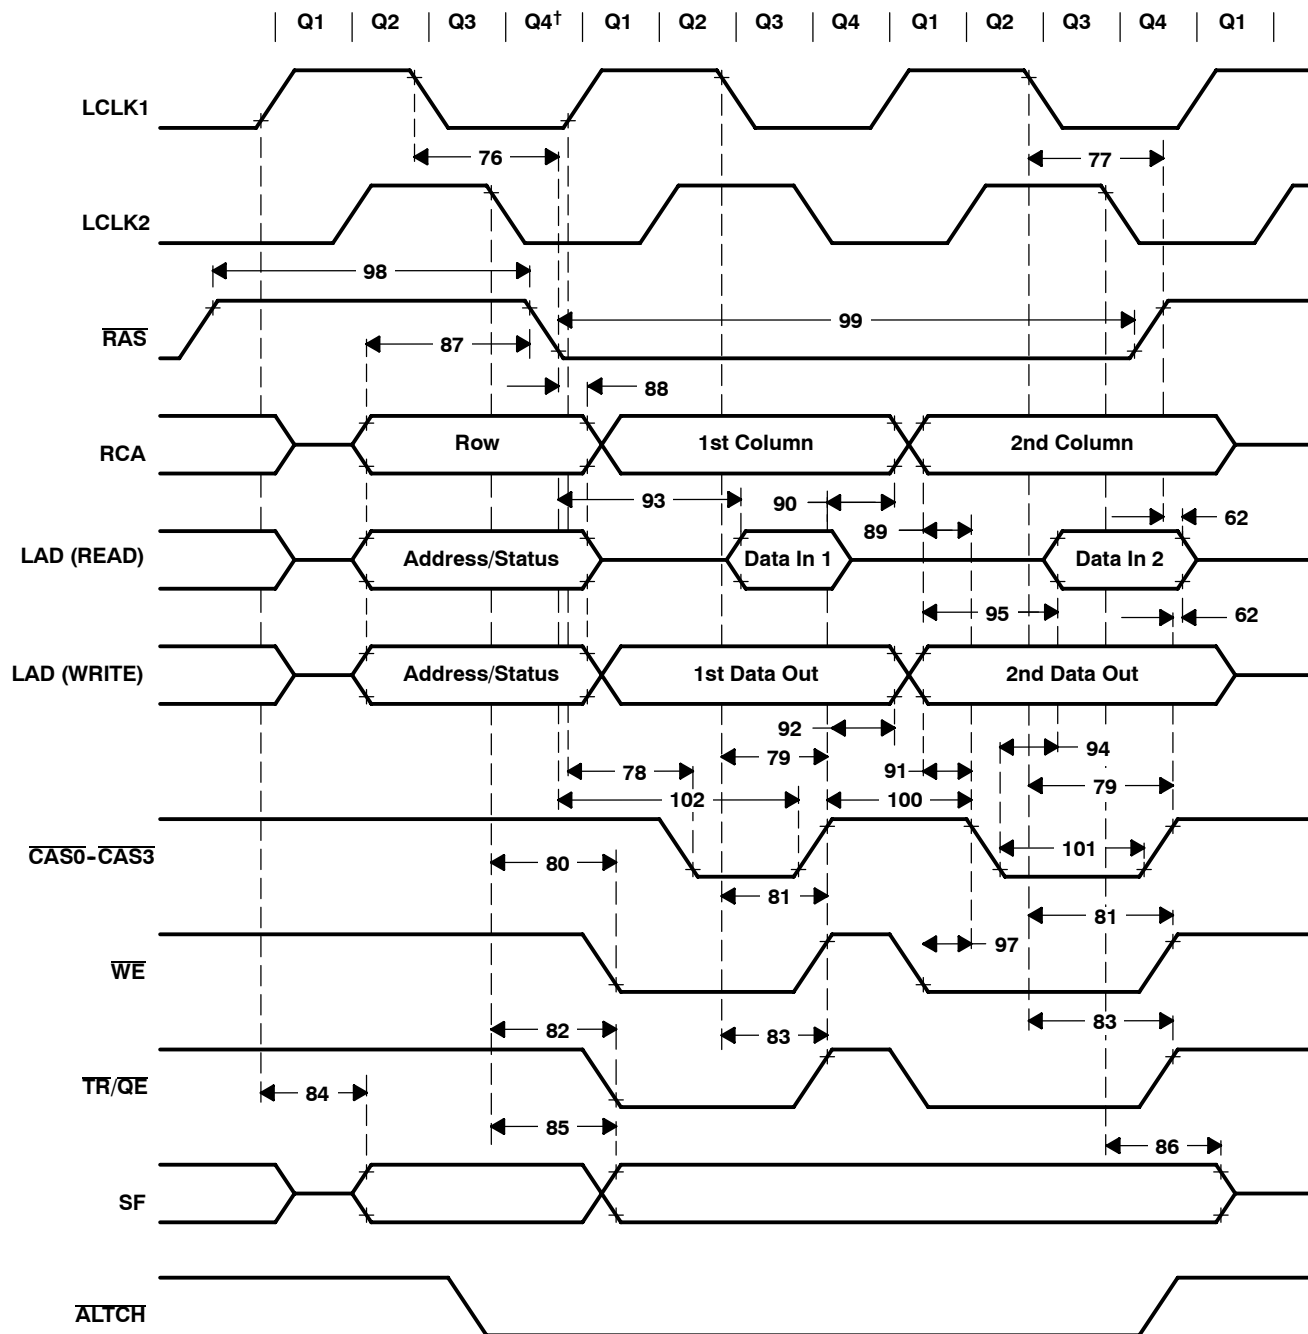 Q1 Q2 Q3 Q4† Q1 Q2 Q3 Q4 Q1 Q2 Q3 Q4 Q1
LCLK1
76 77
LCLK2
98
RAS
99
87
88
RCA Row 1st Column 2nd Column
93 90 62
89
LAD (READ) Address/Status Data In 1 Data In 2
95 62
LAD (WRITE) Address/Status 1st Data Out 2nd Data Out
92 94
79
78 91 79
102 100
CAS0-CAS3
80 101
81 81
97
WE
82 83 83
TR/QE
84
85
86
SF
ALTCH